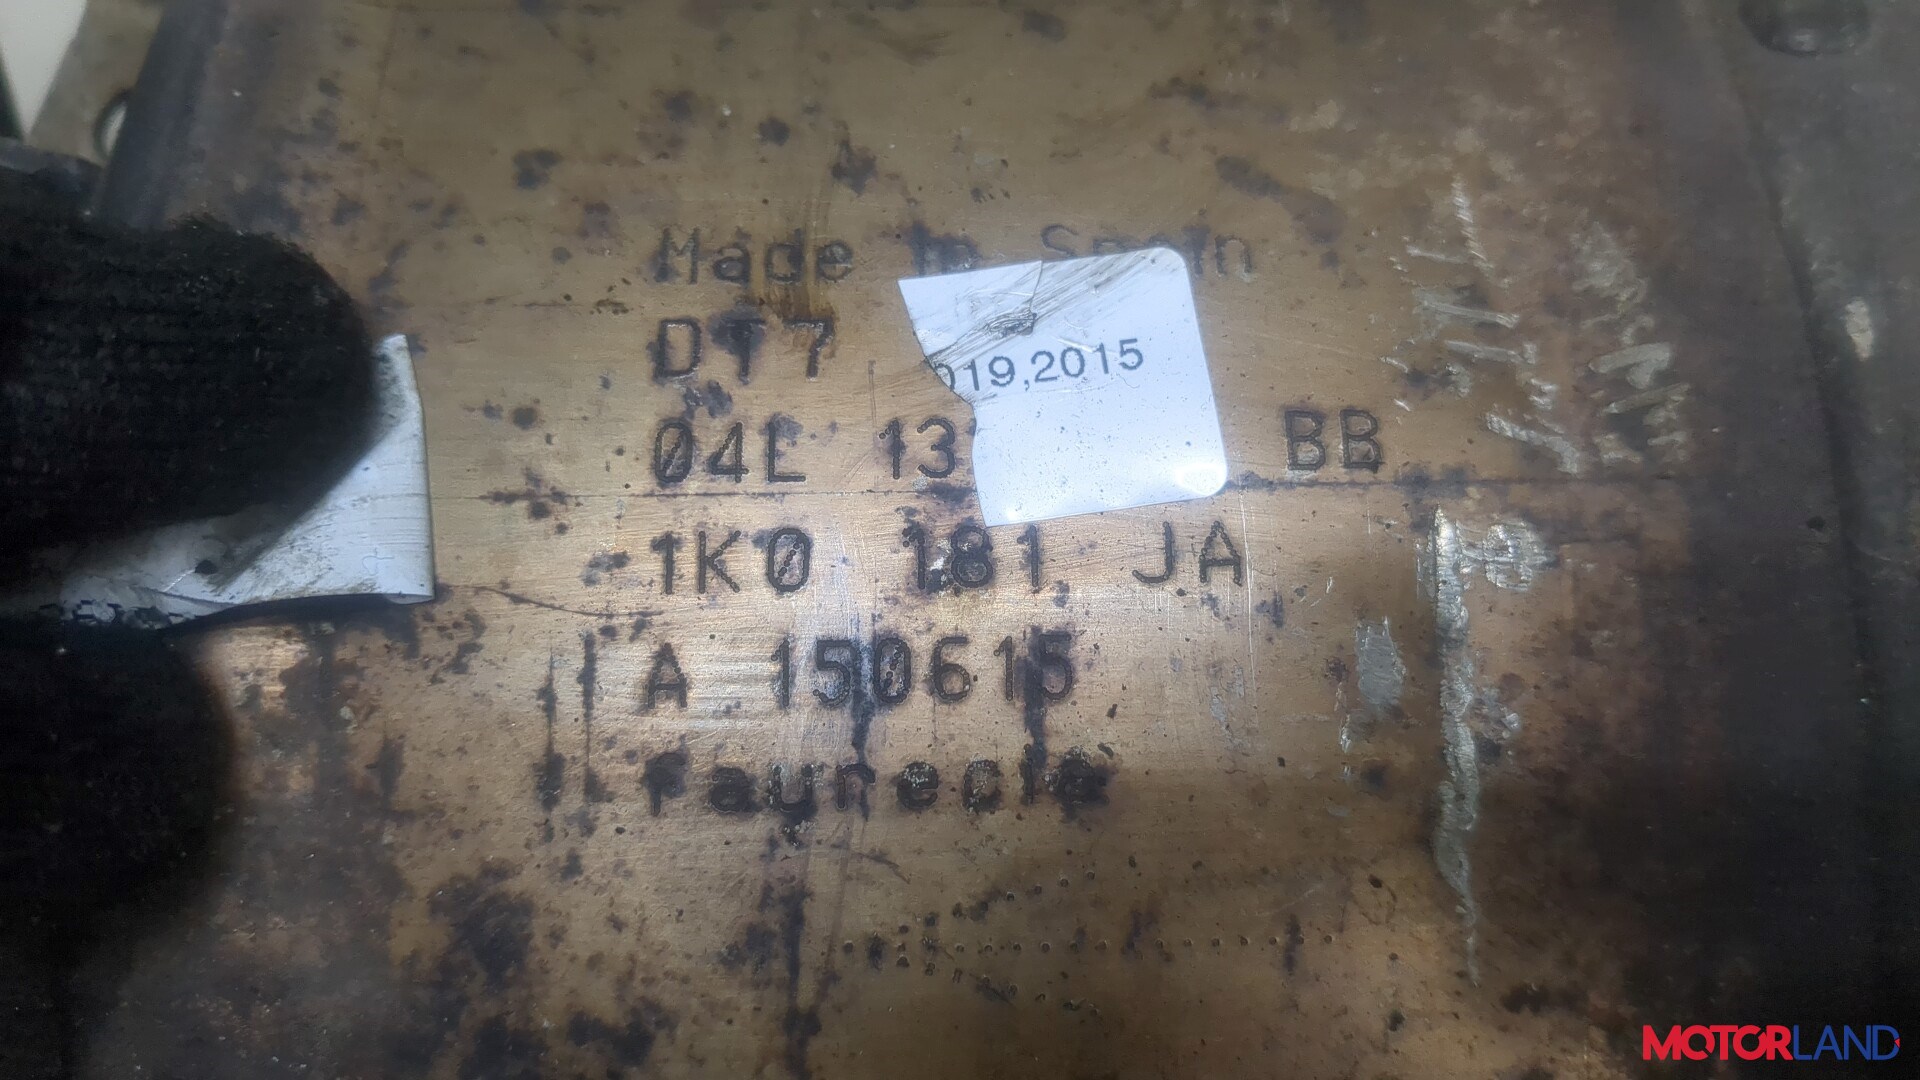 Made in Spain
DT7
019,2015
04L 13 BB
1K0 181 JA
A 150615
faurecia
MOTORLAND